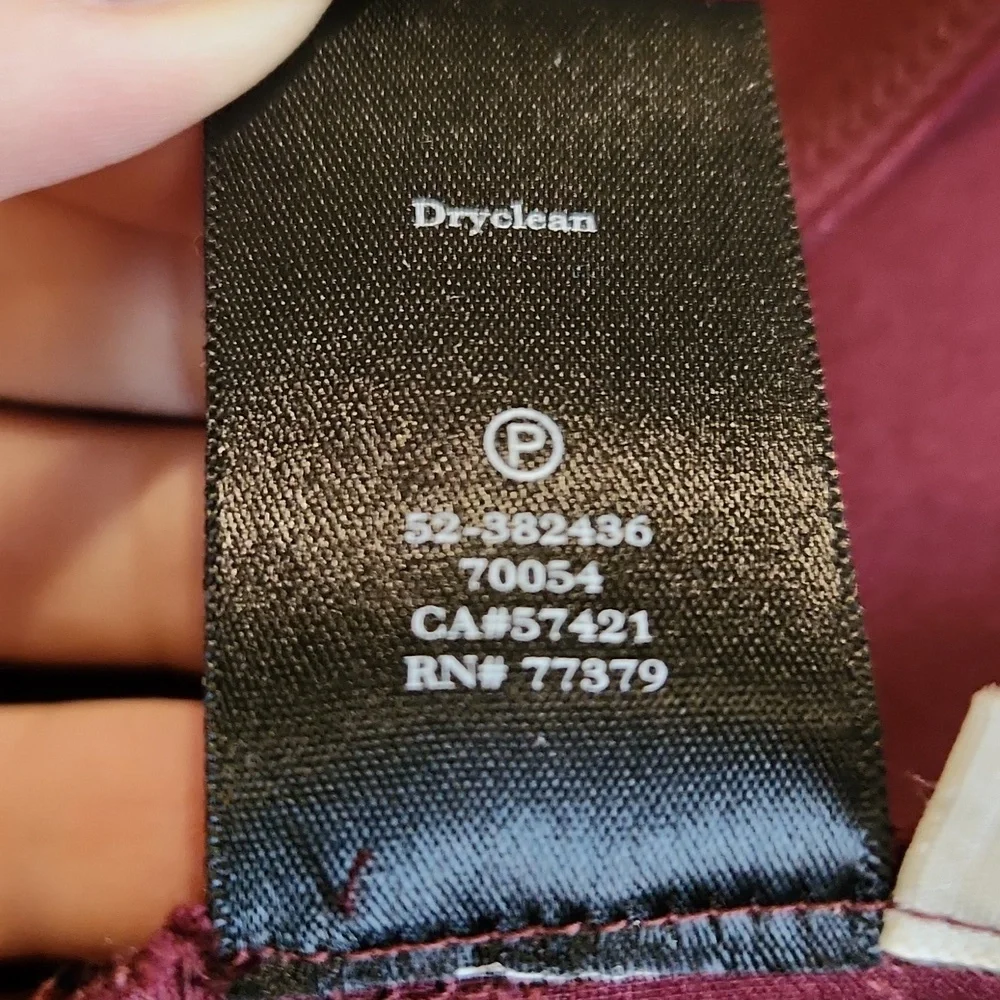 Dryclean
P
52-382436
70054
CA#57421
RN# 77379